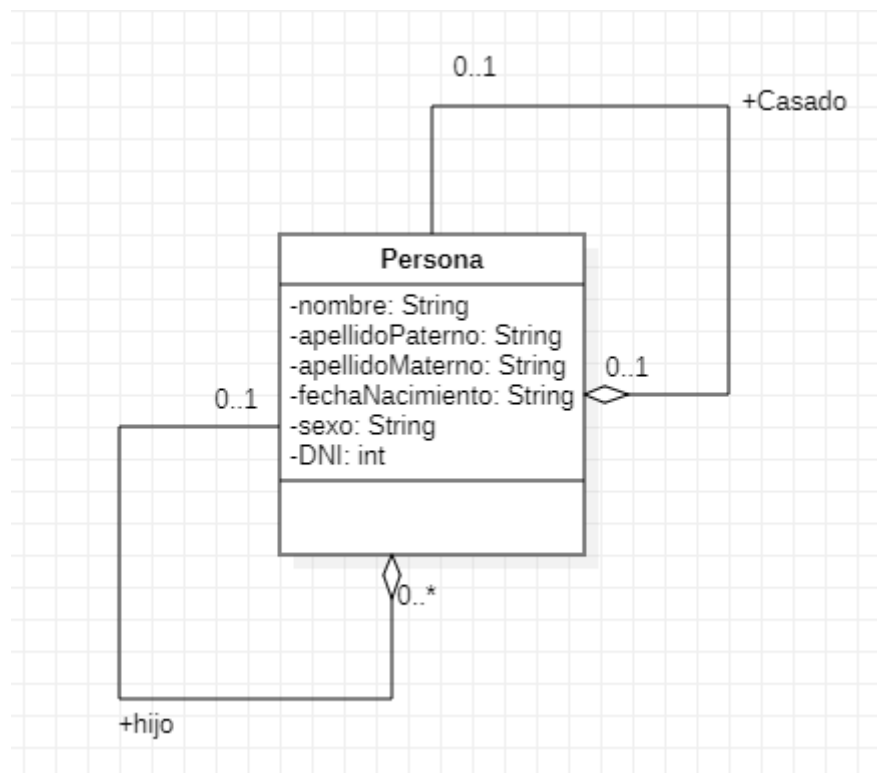 0..1
+Casado
Persona
-nombre: String
-apellidoPaterno: String
-apellidoMaterno: String
0..1
-fechaNacimiento: String
0..1
-sexo: String
-DNI: int
0..*
+hijo